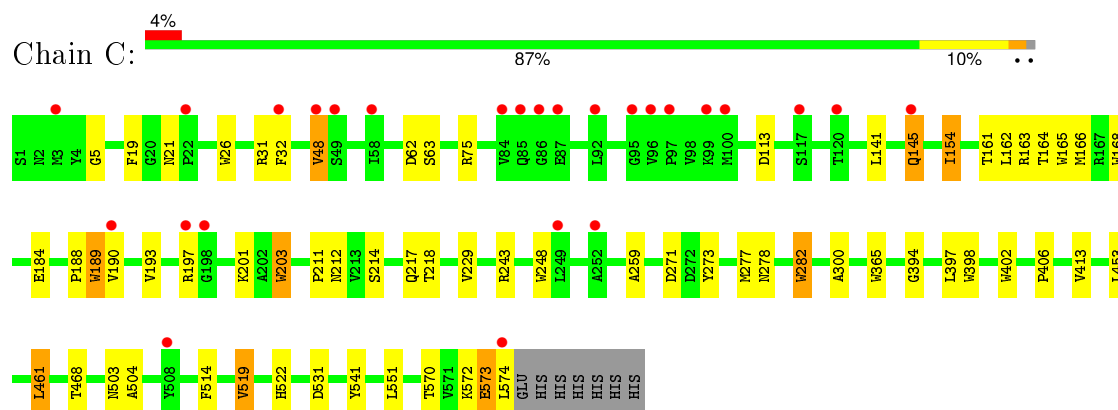 4%
Chain C:
87% 10% • •
S1 N2 M3 Y4 G5 F19 G20 N21 P22 W26 R31 F32 V48 S49 I58 D62 S63 R75 V84 Q85 G86 E87 L92 G95 V96 P97 V98 K99 M100 D113 S117 T120 L141 Q145 I154 T161 L162 R163 T164 W165 M166 R167 W168
E184 P188 W189 V190 V193 R197 G198 K201 A202 W203 P211 N212 V213 S214 Q217 T218 V229 R243 W248 L249 A252 A259 D271 D272 Y273 M277 N278 W282 A300 W365 G394 L397 W398 W402 P406 V413 L453
L461 T468 N503 A504 Y508 F514 V519 H522 D531 Y541 L551 T570 V571 K572 E573 L574 GLU HIS HIS HIS HIS HIS HIS